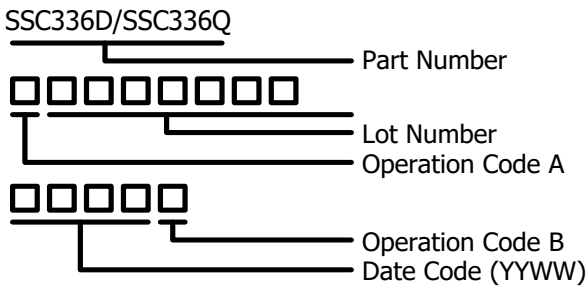 SSC336D/SSC336Q
Part Number
Lot Number
Operation Code A
Operation Code B
Date Code (YYWW)